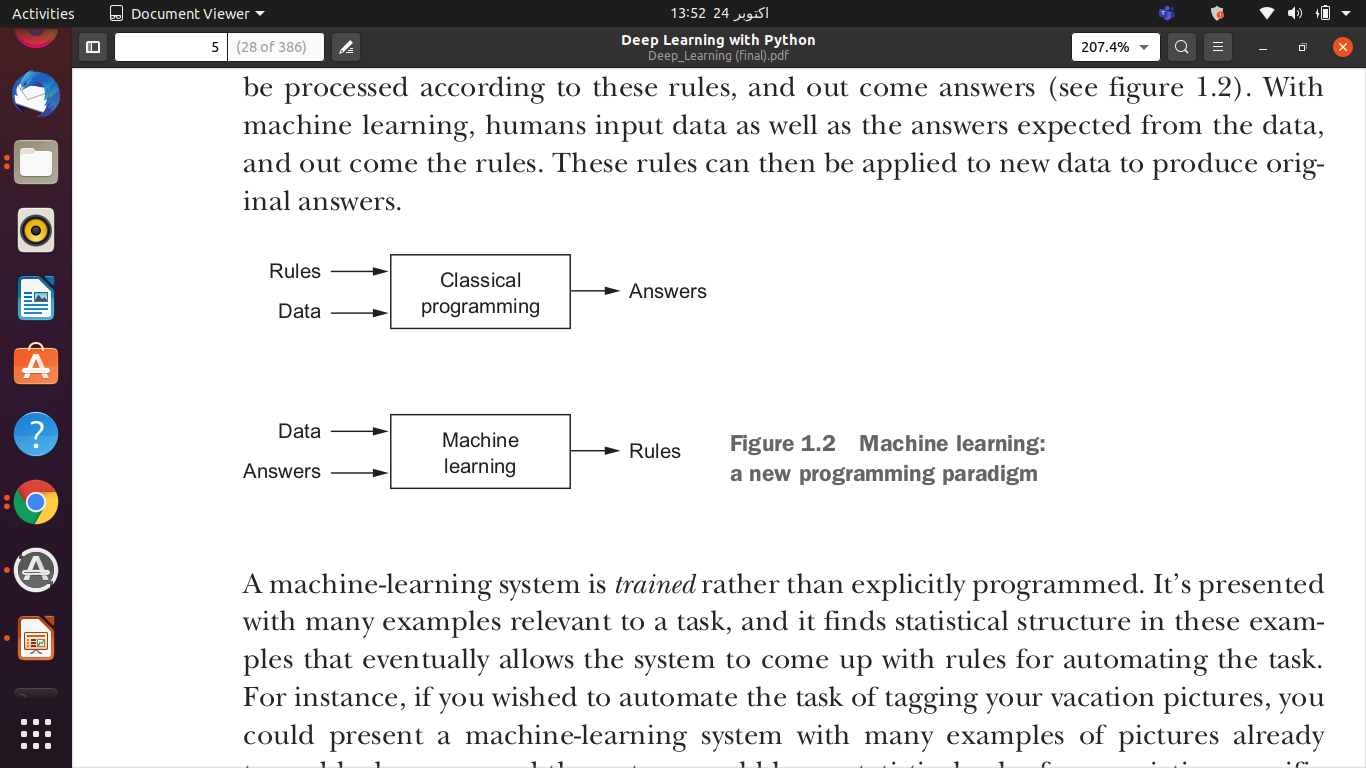 Activities
Document Viewer
13:52 24 اکتوبر
5
(28 of 386)
Deep Learning with Python
Deep_Learning (final).pdf
207.4%
be processed according to these rules, and out come answers (see figure 1.2). With
machine learning, humans input data as well as the answers expected from the data,
and out come the rules. These rules can then be applied to new data to produce orig-
inal answers.
Rules
Data
Classical
programming
Answers
Data
Answers
Machine
learning
Rules
Figure 1.2 Machine learning:
a new programming paradigm
A machine-learning system is trained rather than explicitly programmed. It’s presented
with many examples relevant to a task, and it finds statistical structure in these exam-
ples that eventually allows the system to come up with rules for automating the task.
For instance, if you wished to automate the task of tagging your vacation pictures, you
could present a machine-learning system with many examples of pictures already